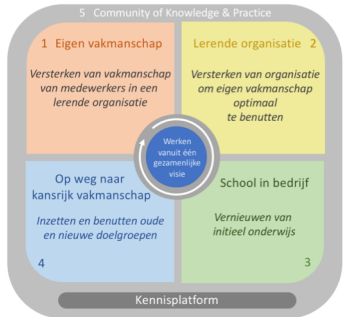 5 Community of Knowledge & Practice
1 Eigen vakmanschap
Versterken van vakmanschap
van medewerkers in een
lerende organisatie
Lerende organisatie 2
Versterken van organisatie
om eigen vakmanschap
optimaal
te benutten
Werken
vanuit één
gezamenlijke
visie
Op weg naar
kansrijk vakmanschap
Inzetten en benutten oude
en nieuwe doelgroepen
4
School in bedrijf
Vernieuwen van
initieel onderwijs
3
Kennisplatform